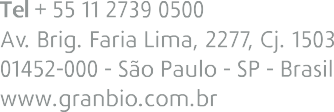 Tel + 55 11 2739 0500
Av. Brig. Faria Lima, 2277, Cj. 1503
01452-000 - São Paulo - SP - Brasil
www.granbio.com.br